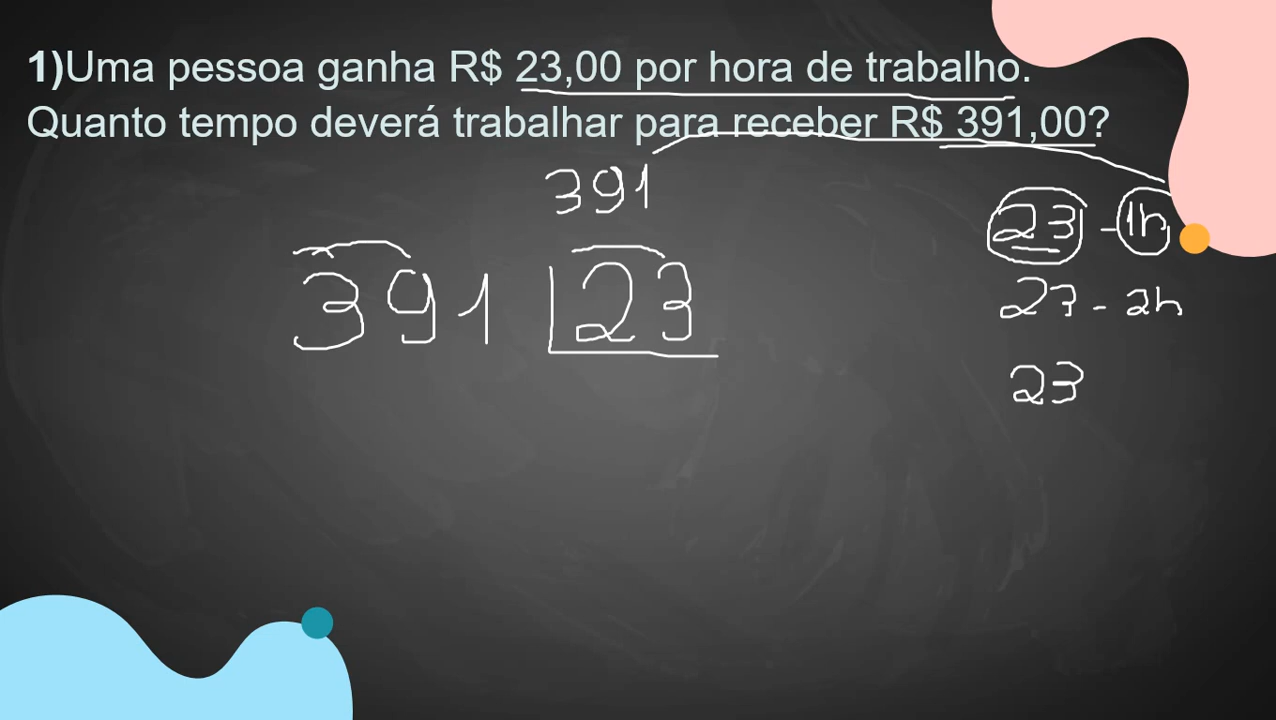 1)Uma pessoa ganha R$ 23,00 por hora de trabalho.
Quanto tempo deverá trabalhar para receber R$ 391,00?
391
23 - 1h
391 23
23 - 2h
23